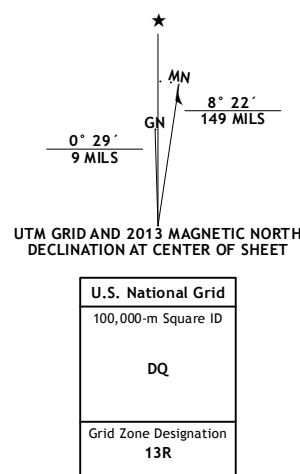 MN
GN
8° 22´
149 MILS
0° 29´
9 MILS
UTM GRID AND 2013 MAGNETIC NORTH
DECLINATION AT CENTER OF SHEET
U.S. National Grid
100,000-m Square ID
DQ
Grid Zone Designation
13R